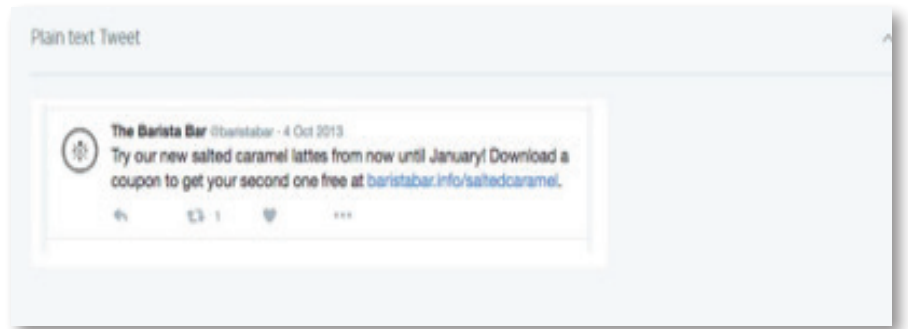 Plain text Tweet
The Barista Bar @baristabar · 4 Oct 2013
Try our new salted caramel lattes from now until January! Download a
coupon to get your second one free at baristabar.info/saltedcaramel.
1